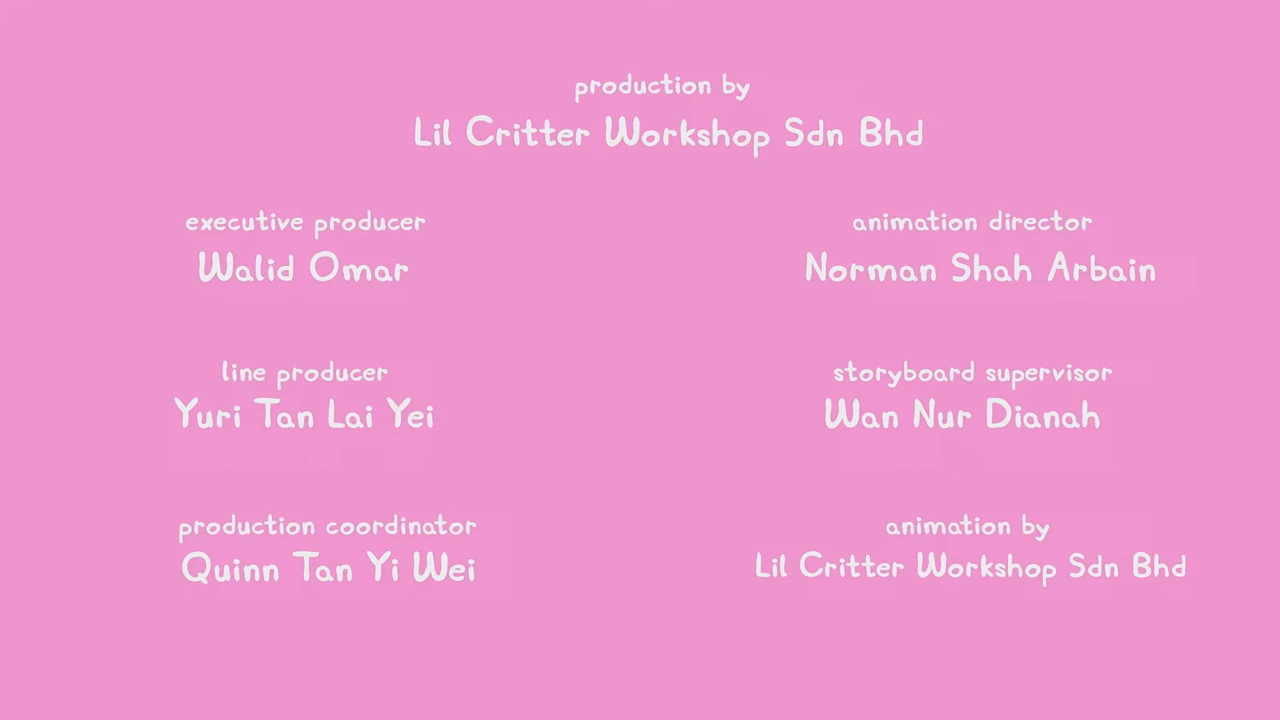 production by
Lil Critter Workshop Sdn Bhd
executive producer
Walid Omar
animation director
Norman Shah Arbain
line producer
Yuri Tan Lai Yei
storyboard supervisor
Wan Nur Dianah
production coordinator
Quinn Tan Yi Wei
animation by
Lil Critter Workshop Sdn Bhd